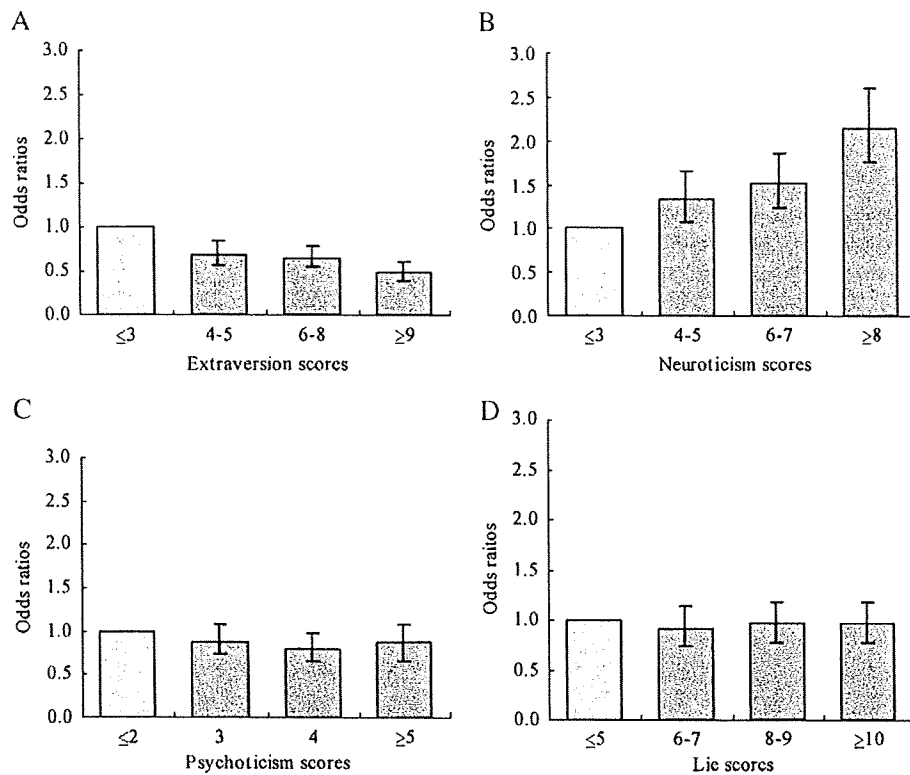 A
3.0
2.5
2.0
1.5
1.0
0.5
0.0
Odds ratios
≤3 4-5 6-8 ≥9
Extraversion scores
B
3.0
2.5
2.0
1.5
1.0
0.5
0.0
Odds ratios
≤3 4-5 6-7 ≥8
Neuroticism scores
C
3.0
2.5
2.0
1.5
1.0
0.5
0.0
Odds ratios
≤2 3 4 ≥5
Psychoticism scores
D
3.0
2.5
2.0
1.5
1.0
0.5
0.0
Odds raitos
≤5 6-7 8-9 ≥10
Lie scores